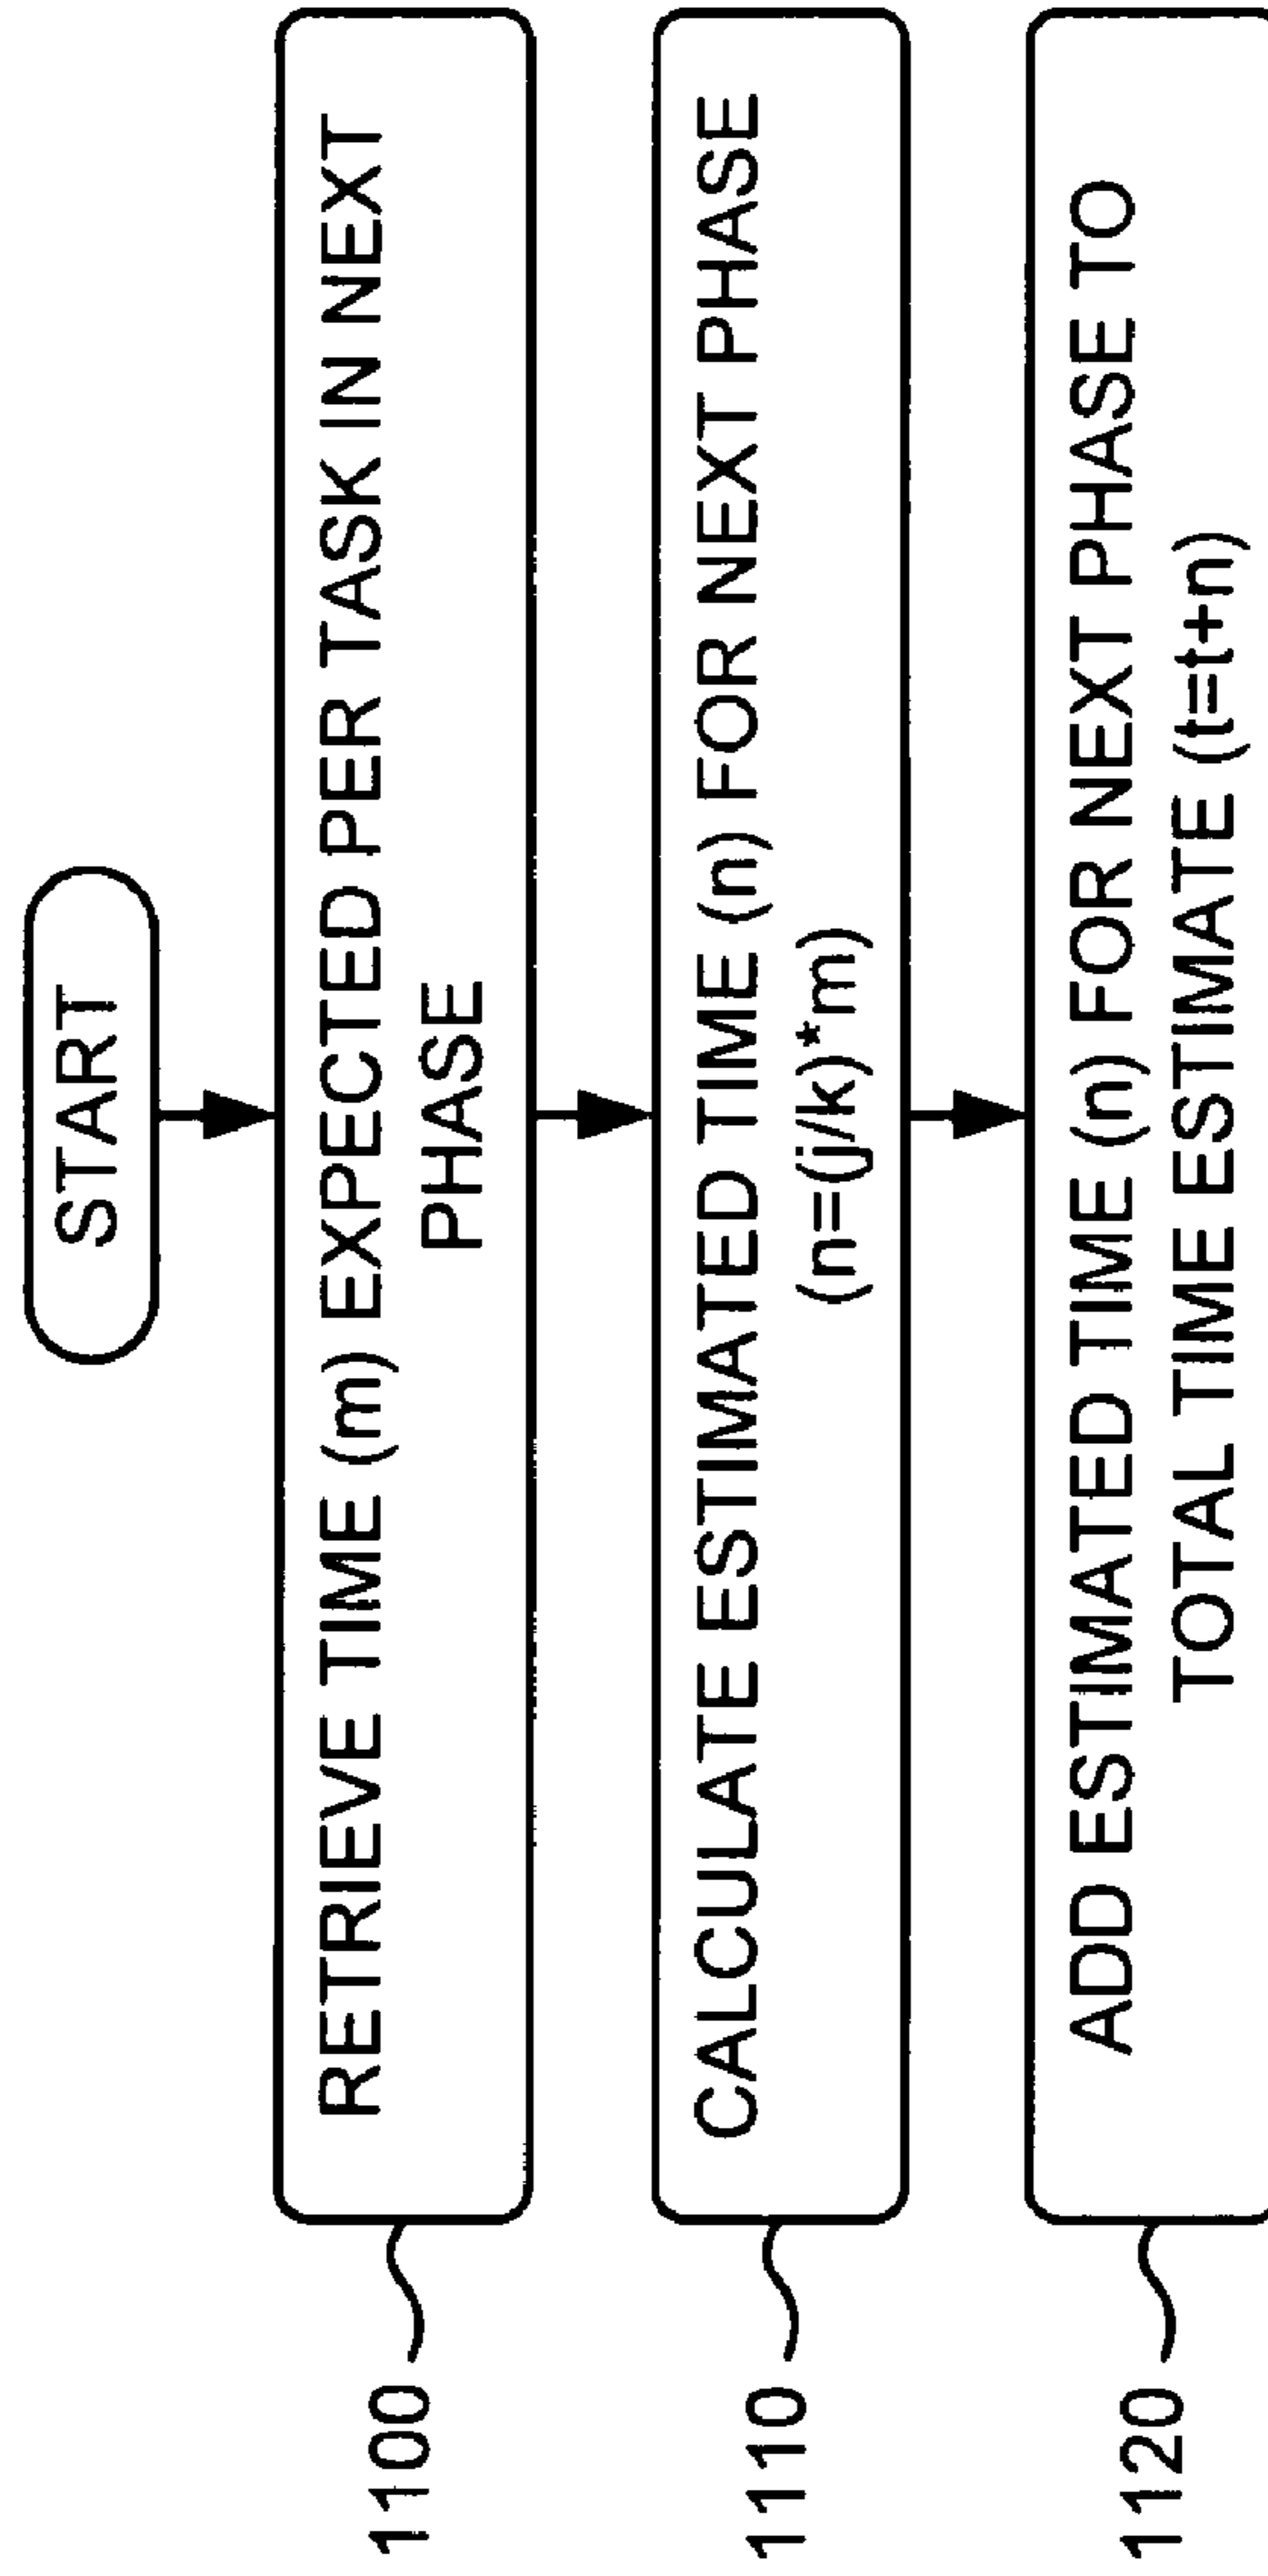 START
RETRIEVE TIME (m) EXPECTED PER TASK IN NEXT
PHASE
1100
CALCULATE ESTIMATED TIME (n) FOR NEXT PHASE
(n=(j/k)*m)
1110
ADD ESTIMATED TIME (n) FOR NEXT PHASE TO
TOTAL TIME ESTIMATE (t=t+n)
1120